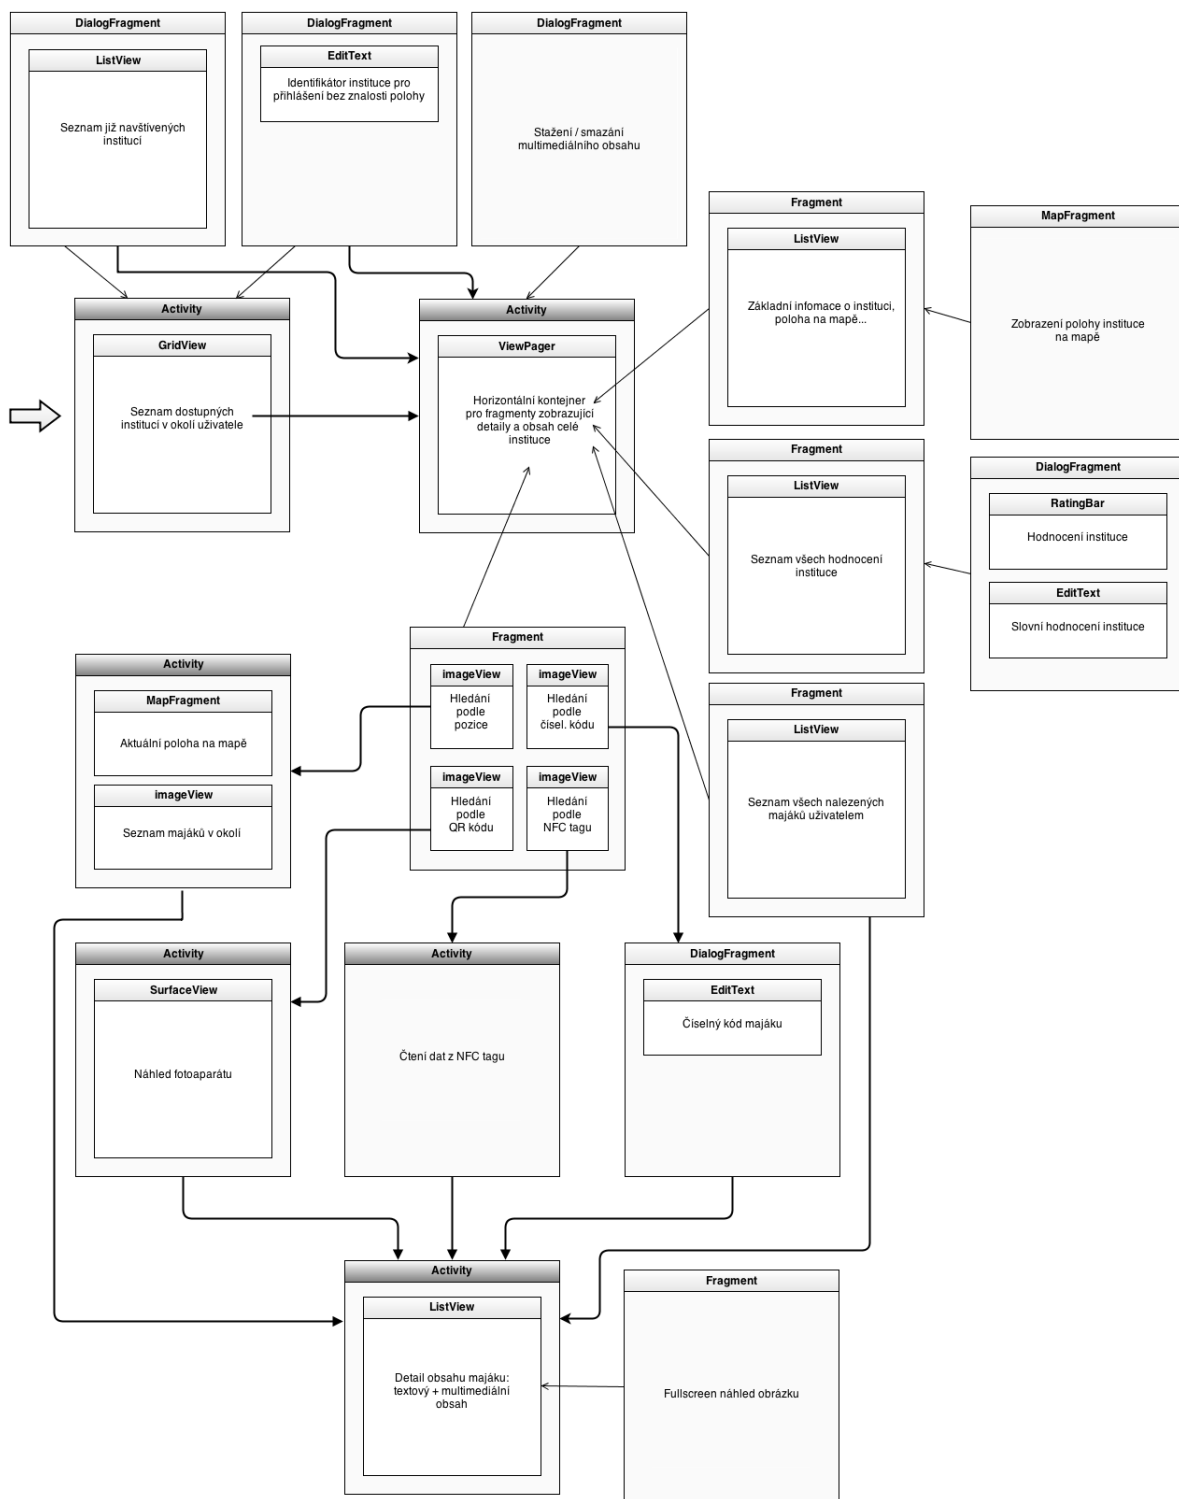 DialogFragment
ListView
Seznam již navštívených
institucí
DialogFragment
EditText
Identifikátor instituce pro
přihlášení bez znalosti polohy
DialogFragment
Stažení / smazání
multimediálního obsahu
Fragment
ListView
Základní infomace o instituci,
poloha na mapě...
MapFragment
Zobrazení polohy instituce
na mapě
Activity
GridView
Seznam dostupných
institucí v okolí uživatele
Activity
ViewPager
Horizontální kontejner
pro fragmenty zobrazující
detaily a obsah celé
instituce
Fragment
ListView
Seznam všech hodnocení
instituce
DialogFragment
RatingBar
Hodnocení instituce
EditText
Slovní hodnocení instituce
Fragment
imageView
Hledání
podle
pozice
imageView
Hledání
podle
čísel. kódu
imageView
Hledání
podle
QR kódu
imageView
Hledání
podle
NFC tagu
Activity
MapFragment
Aktuální poloha na mapě
imageView
Seznam majáků v okolí
Fragment
ListView
Seznam všech nalezených
majáků uživatelem
Activity
SurfaceView
Náhled fotoaparátu
Activity
Čtení dat z NFC tagu
DialogFragment
EditText
Číselný kód majáku
Activity
ListView
Detail obsahu majáku:
textový + multimediální
obsah
Fragment
Fullscreen náhled obrázku